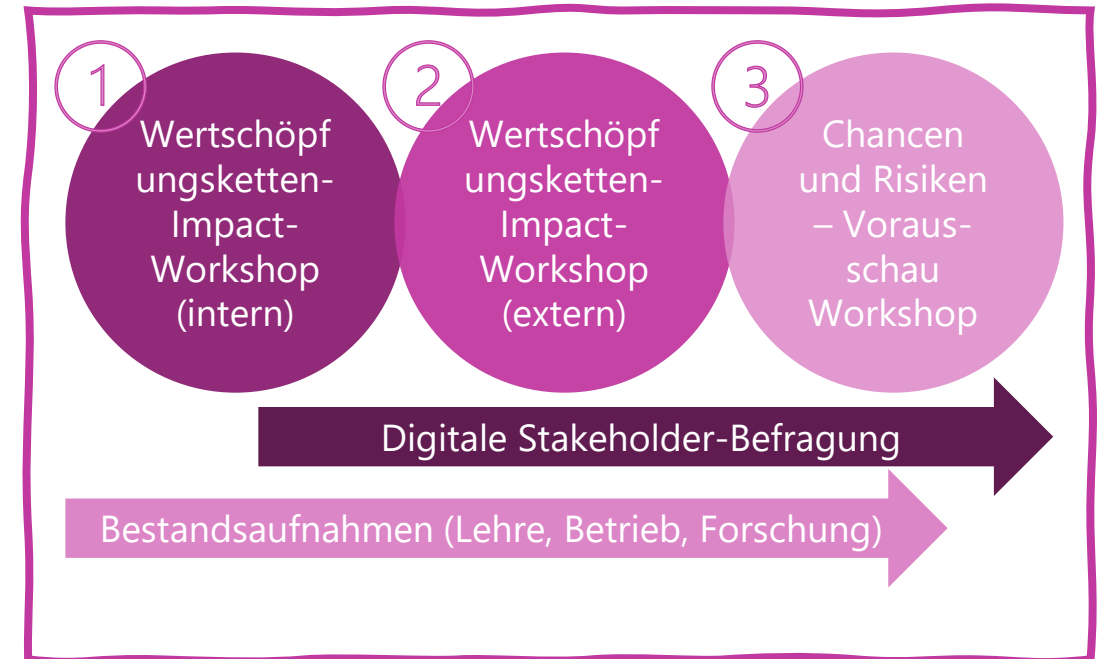 1
Wertschöpf
ungsketten-
Impact-
Workshop
(intern)
2
Wertschöpf
ungsketten-
Impact-
Workshop
(extern)
3
Chancen
und Risiken
– Voraus-
schau
Workshop
Digitale Stakeholder-Befragung
Bestandsaufnahmen (Lehre, Betrieb, Forschung)